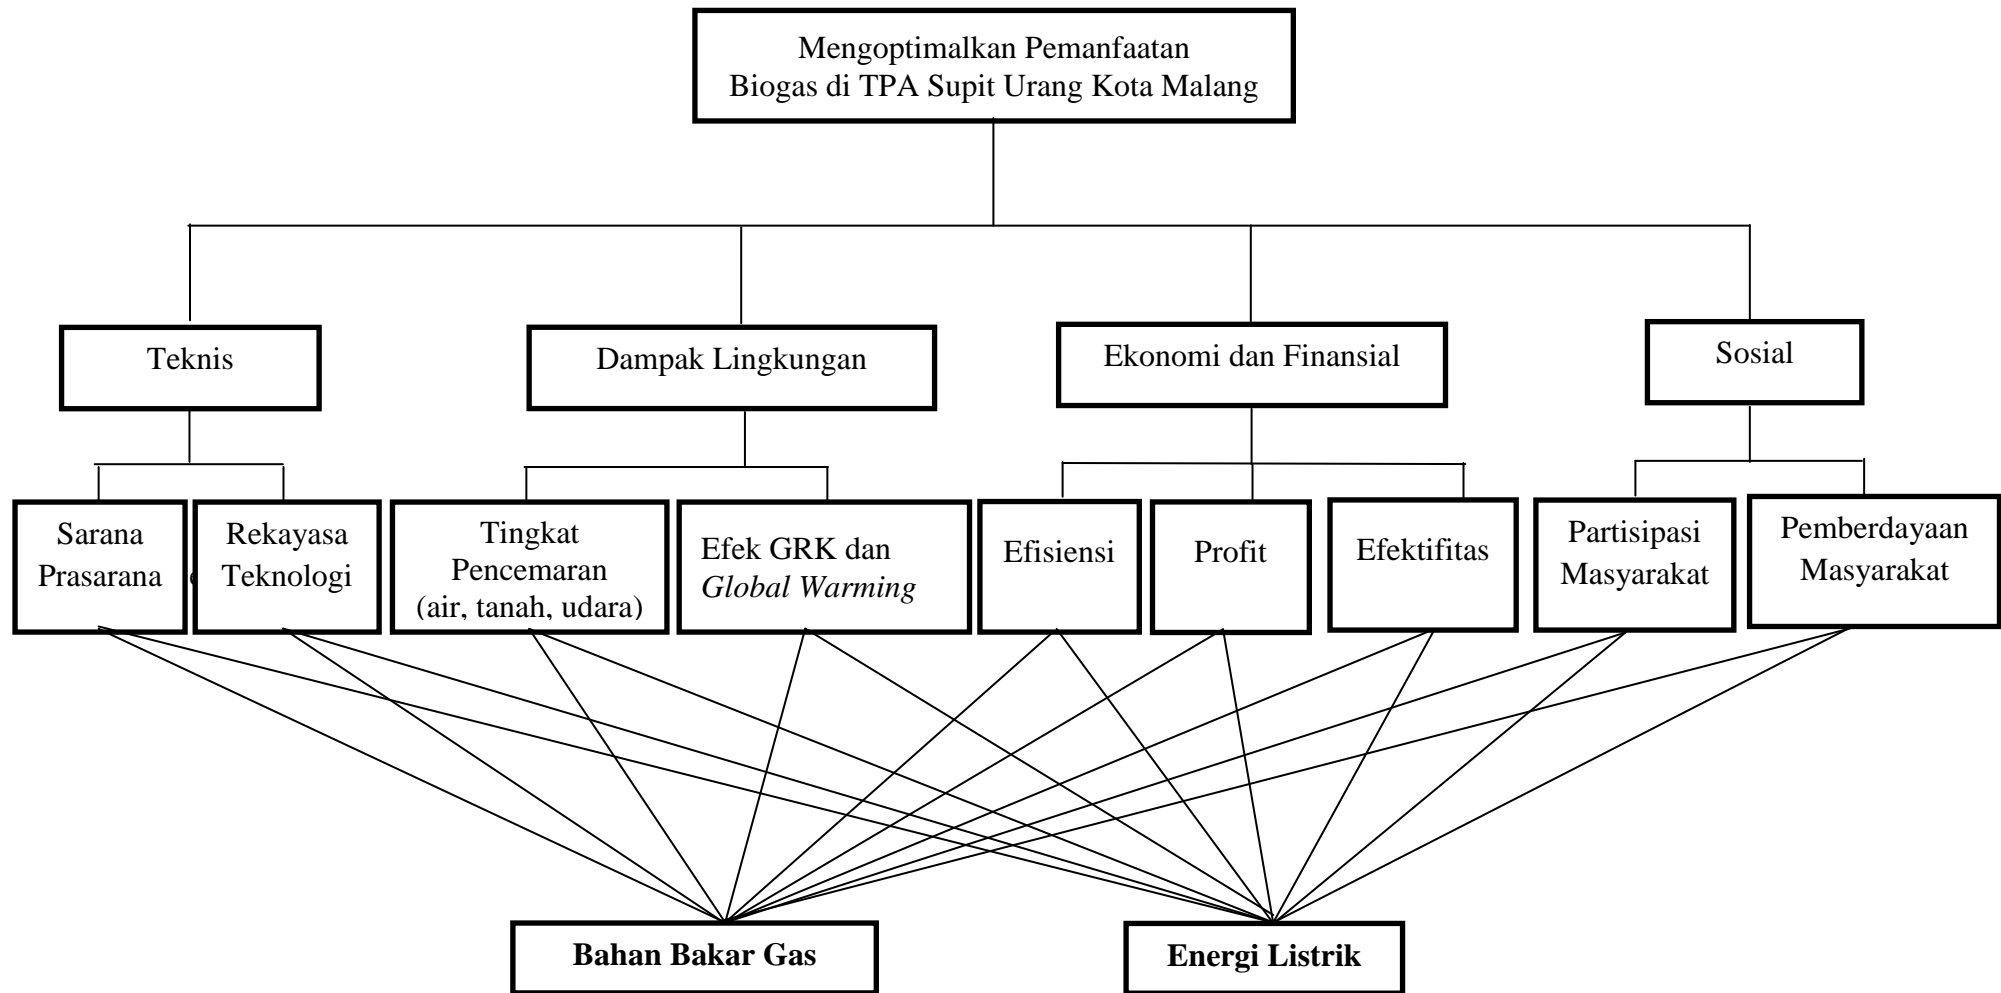 Mengoptimalkan Pemanfaatan
Biogas di TPA Supit Urang Kota Malang
Teknis
Dampak Lingkungan
Ekonomi dan Finansial
Sosial
Sarana
Prasarana
Rekayasa
Teknologi
Tingkat
Pencemaran
(air, tanah, udara)
Efek GRK dan
Global Warming
Efisiensi
Profit
Efektifitas
Partisipasi
Masyarakat
Pemberdayaan
Masyarakat
Bahan Bakar Gas
Energi Listrik